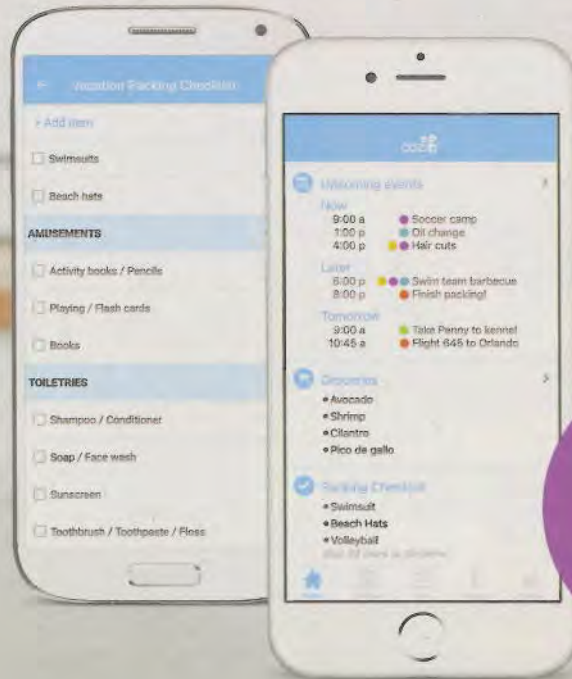 Vacation Packing Checklist
+ Add item
Swimsuits
Beach hats
AMUSEMENTS
Activity books / Pencils
Playing / Flash cards
Books
TOILETRIES
Shampoo / Conditioner
Soap / Face wash
Sunscreen
Toothbrush / Toothpaste / Floss
cozi
Upcoming events
Now
9:00 a Soccer camp
1:00 p Oil change
4:00 p Hair cuts
Later
6:00 p Swim team barbecue
8:00 p Finish packing!
Tomorrow
9:00 a Take Penny to kennel
10:45 a Flight 645 to Orlando
Groceries
Avocado
Shrimp
Cilantro
Pico de gallo
Packing Checklist
Swimsuit
Beach Hats
Volleyball